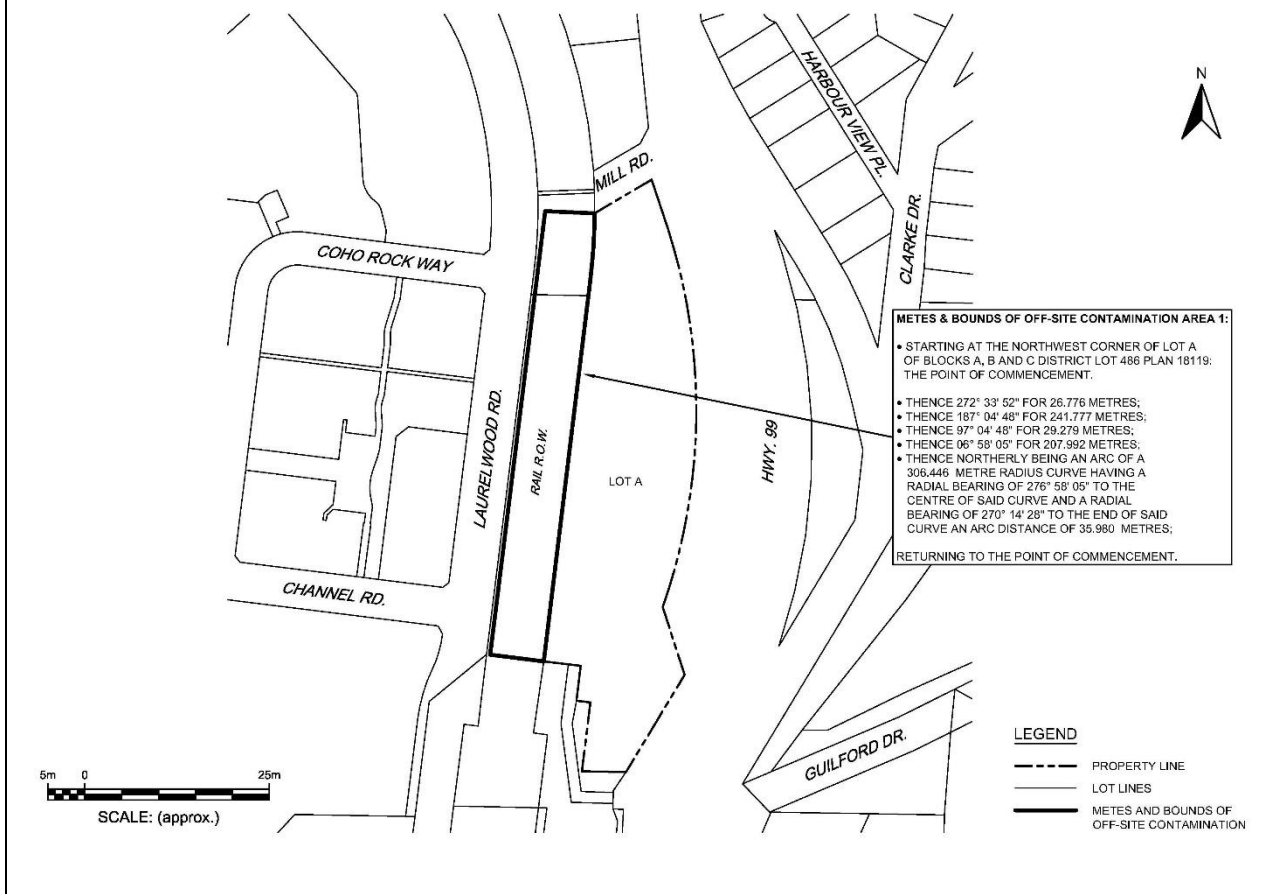 N
HARBOUR VIEW PL.
MILL RD.
CLARKE DR.
COHO ROCK WAY
METES & BOUNDS OF OFF-SITE CONTAMINATION AREA 1:
• STARTING AT THE NORTHWEST CORNER OF LOT A
OF BLOCKS A, B AND C DISTRICT LOT 486 PLAN 18119:
THE POINT OF COMMENCEMENT.
• THENCE 272° 33' 52" FOR 26.776 METRES;
• THENCE 187° 04' 48" FOR 241.777 METRES;
• THENCE 97° 04' 48" FOR 29.279 METRES;
• THENCE 06° 58' 05" FOR 207.992 METRES;
• THENCE NORTHERLY BEING AN ARC OF A
306.446 METRE RADIUS CURVE HAVING A
RADIAL BEARING OF 276° 58' 05" TO THE
CENTRE OF SAID CURVE AND A RADIAL
BEARING OF 270° 14' 28" TO THE END OF SAID
CURVE AN ARC DISTANCE OF 35.980 METRES;
RETURNING TO THE POINT OF COMMENCEMENT.
LAURELWOOD RD.
RAIL R.O.W.
LOT A
HWY. 99
CHANNEL RD.
GUILFORD DR.
LEGEND
PROPERTY LINE
LOT LINES
METES AND BOUNDS OF
OFF-SITE CONTAMINATION
5m 0 25m
SCALE: (approx.)